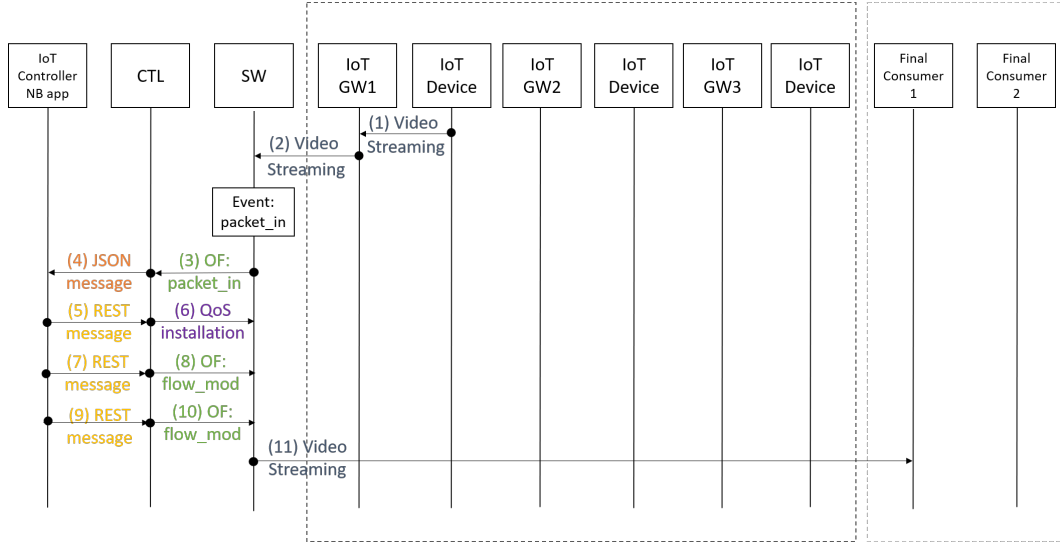 IoT
Controller
NB app
CTL
SW
IoT
GW1
IoT
Device
IoT
GW2
IoT
Device
IoT
GW3
IoT
Device
Final
Consumer
1
Final
Consumer
2
(1) Video
Streaming
(2) Video
Streaming
Event:
packet_in
(4) JSON
message
(3) OF:
packet_in
(5) REST
message
(6) QoS
installation
(7) REST
message
(8) OF:
flow_mod
(9) REST
message
(10) OF:
flow_mod
(11) Video
Streaming